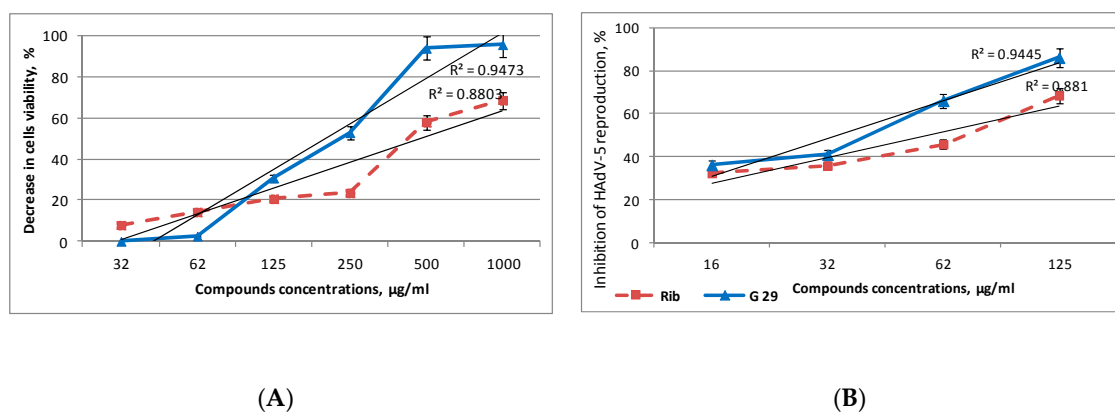 Decrease in cells viability, %
100
80
60
40
20
0
R² = 0.9473
R² = 0.8803
32 62 125 250 500 1000
Compounds concentrations, µg/ml
(A)
Inhibition of HAdV-5 reproduction, %
100
80
60
40
20
0
R² = 0.9445
R² = 0.881
16 32 62 125
Compounds concentrations, µg/ml
Rib G 29
(B)